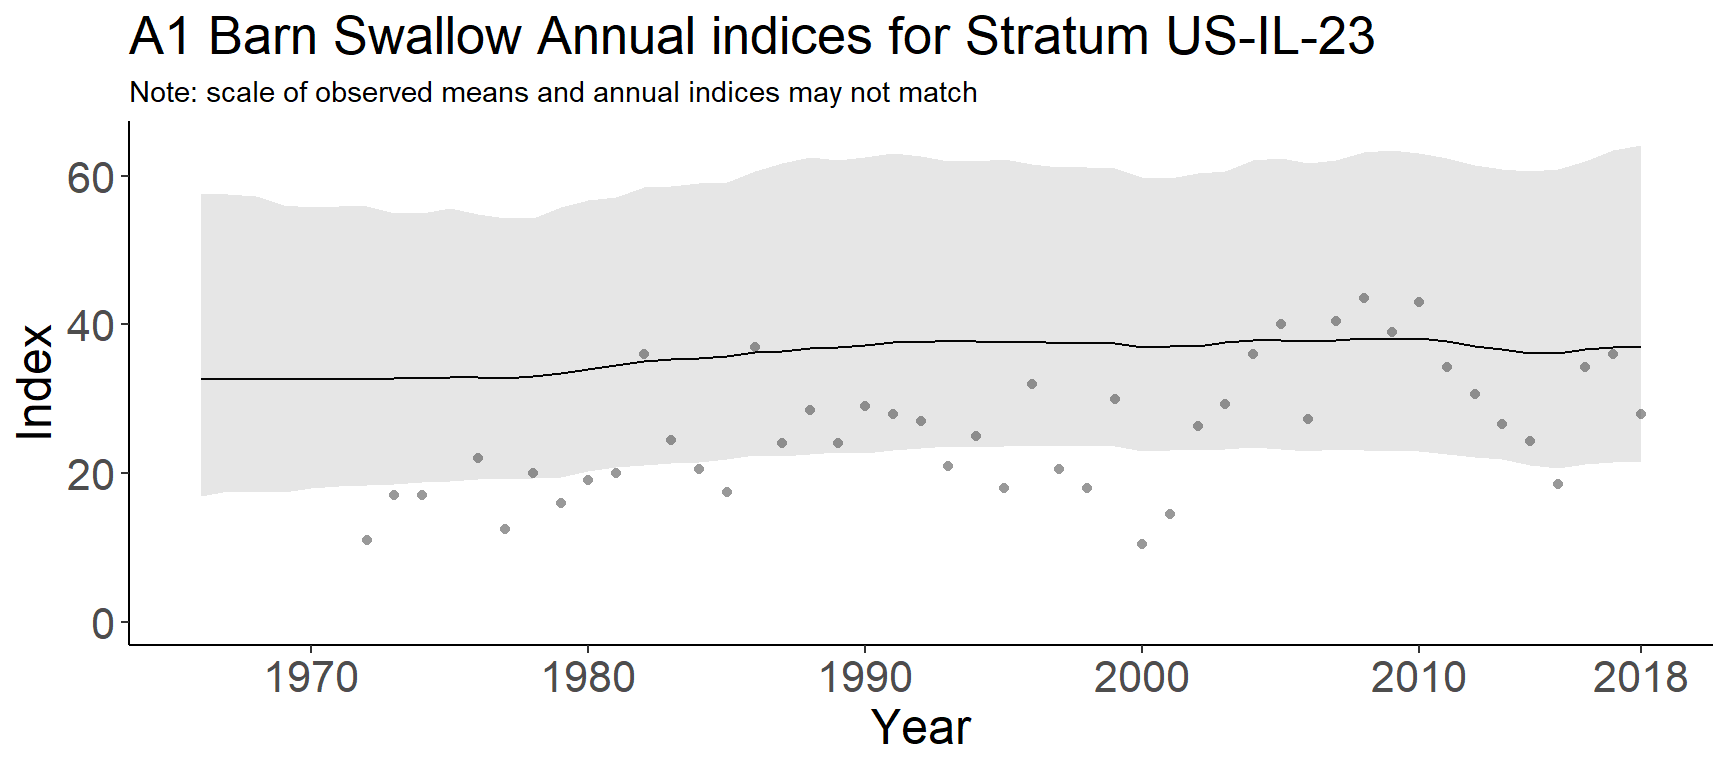 A1 Barn Swallow Annual indices for Stratum US-IL-23
Note: scale of observed means and annual indices may not match
60
40
20
0
Index
1970 1980 1990 2000 2010 2018
Year